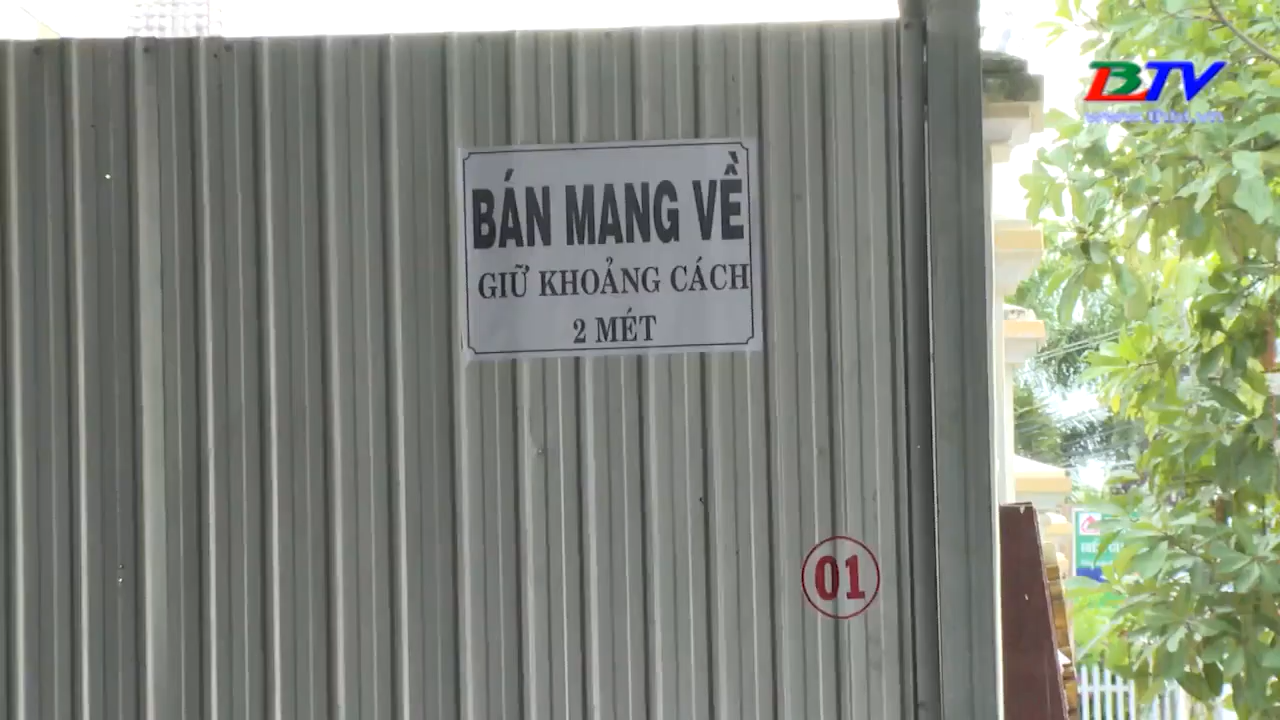 BTV
BÁN MANG VỀ
GIỮ KHOẢNG CÁCH
2 MÉT
01